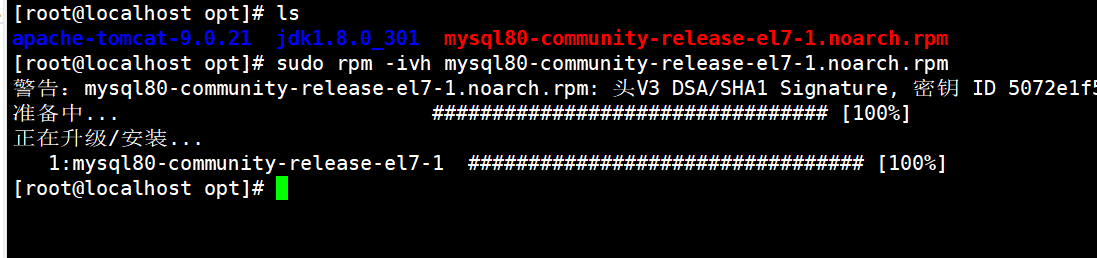 [root@localhost opt]# ls
apache-tomcat-9.0.21  jdk1.8.0_301  mysql80-community-release-el7-1.noarch.rpm
[root@localhost opt]# sudo rpm -ivh mysql80-community-release-el7-1.noarch.rpm
警告：mysql80-community-release-el7-1.noarch.rpm: 头V3 DSA/SHA1 Signature, 密钥 ID 5072e1f5
准备中...                          ################################# [100%]
正在升级/安装...
   1:mysql80-community-release-el7-1  ################################# [100%]
[root@localhost opt]#